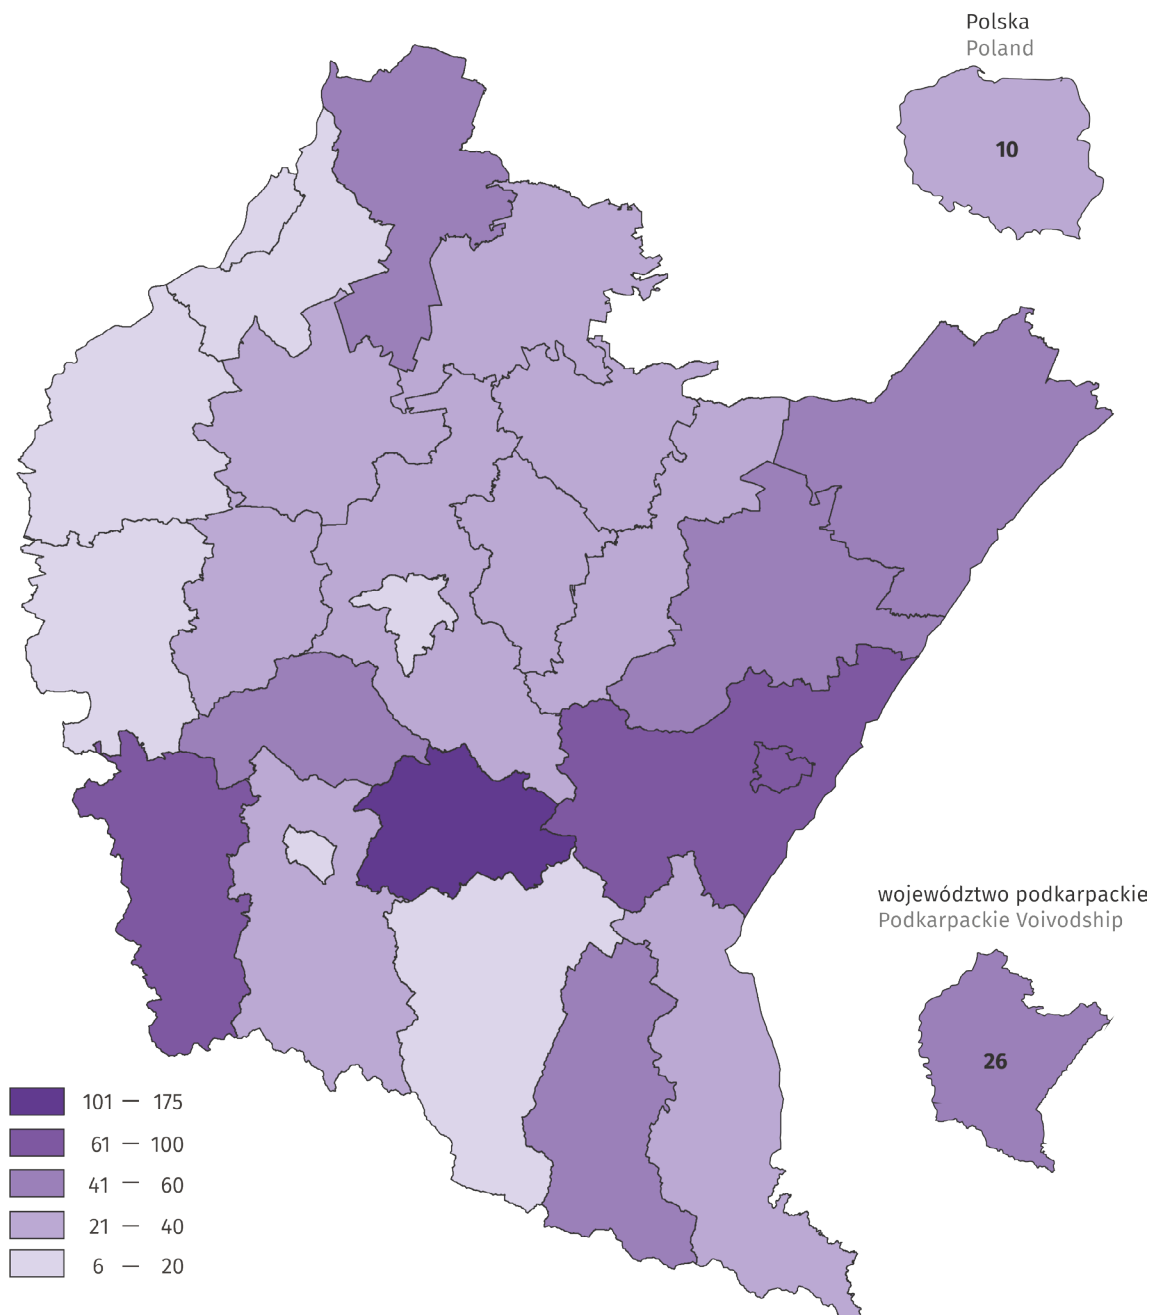 Polska
Poland
10
województwo podkarpackie
Podkarpackie Voivodship
26
101 — 175
61 — 100
41 — 60
21 — 40
6 — 20